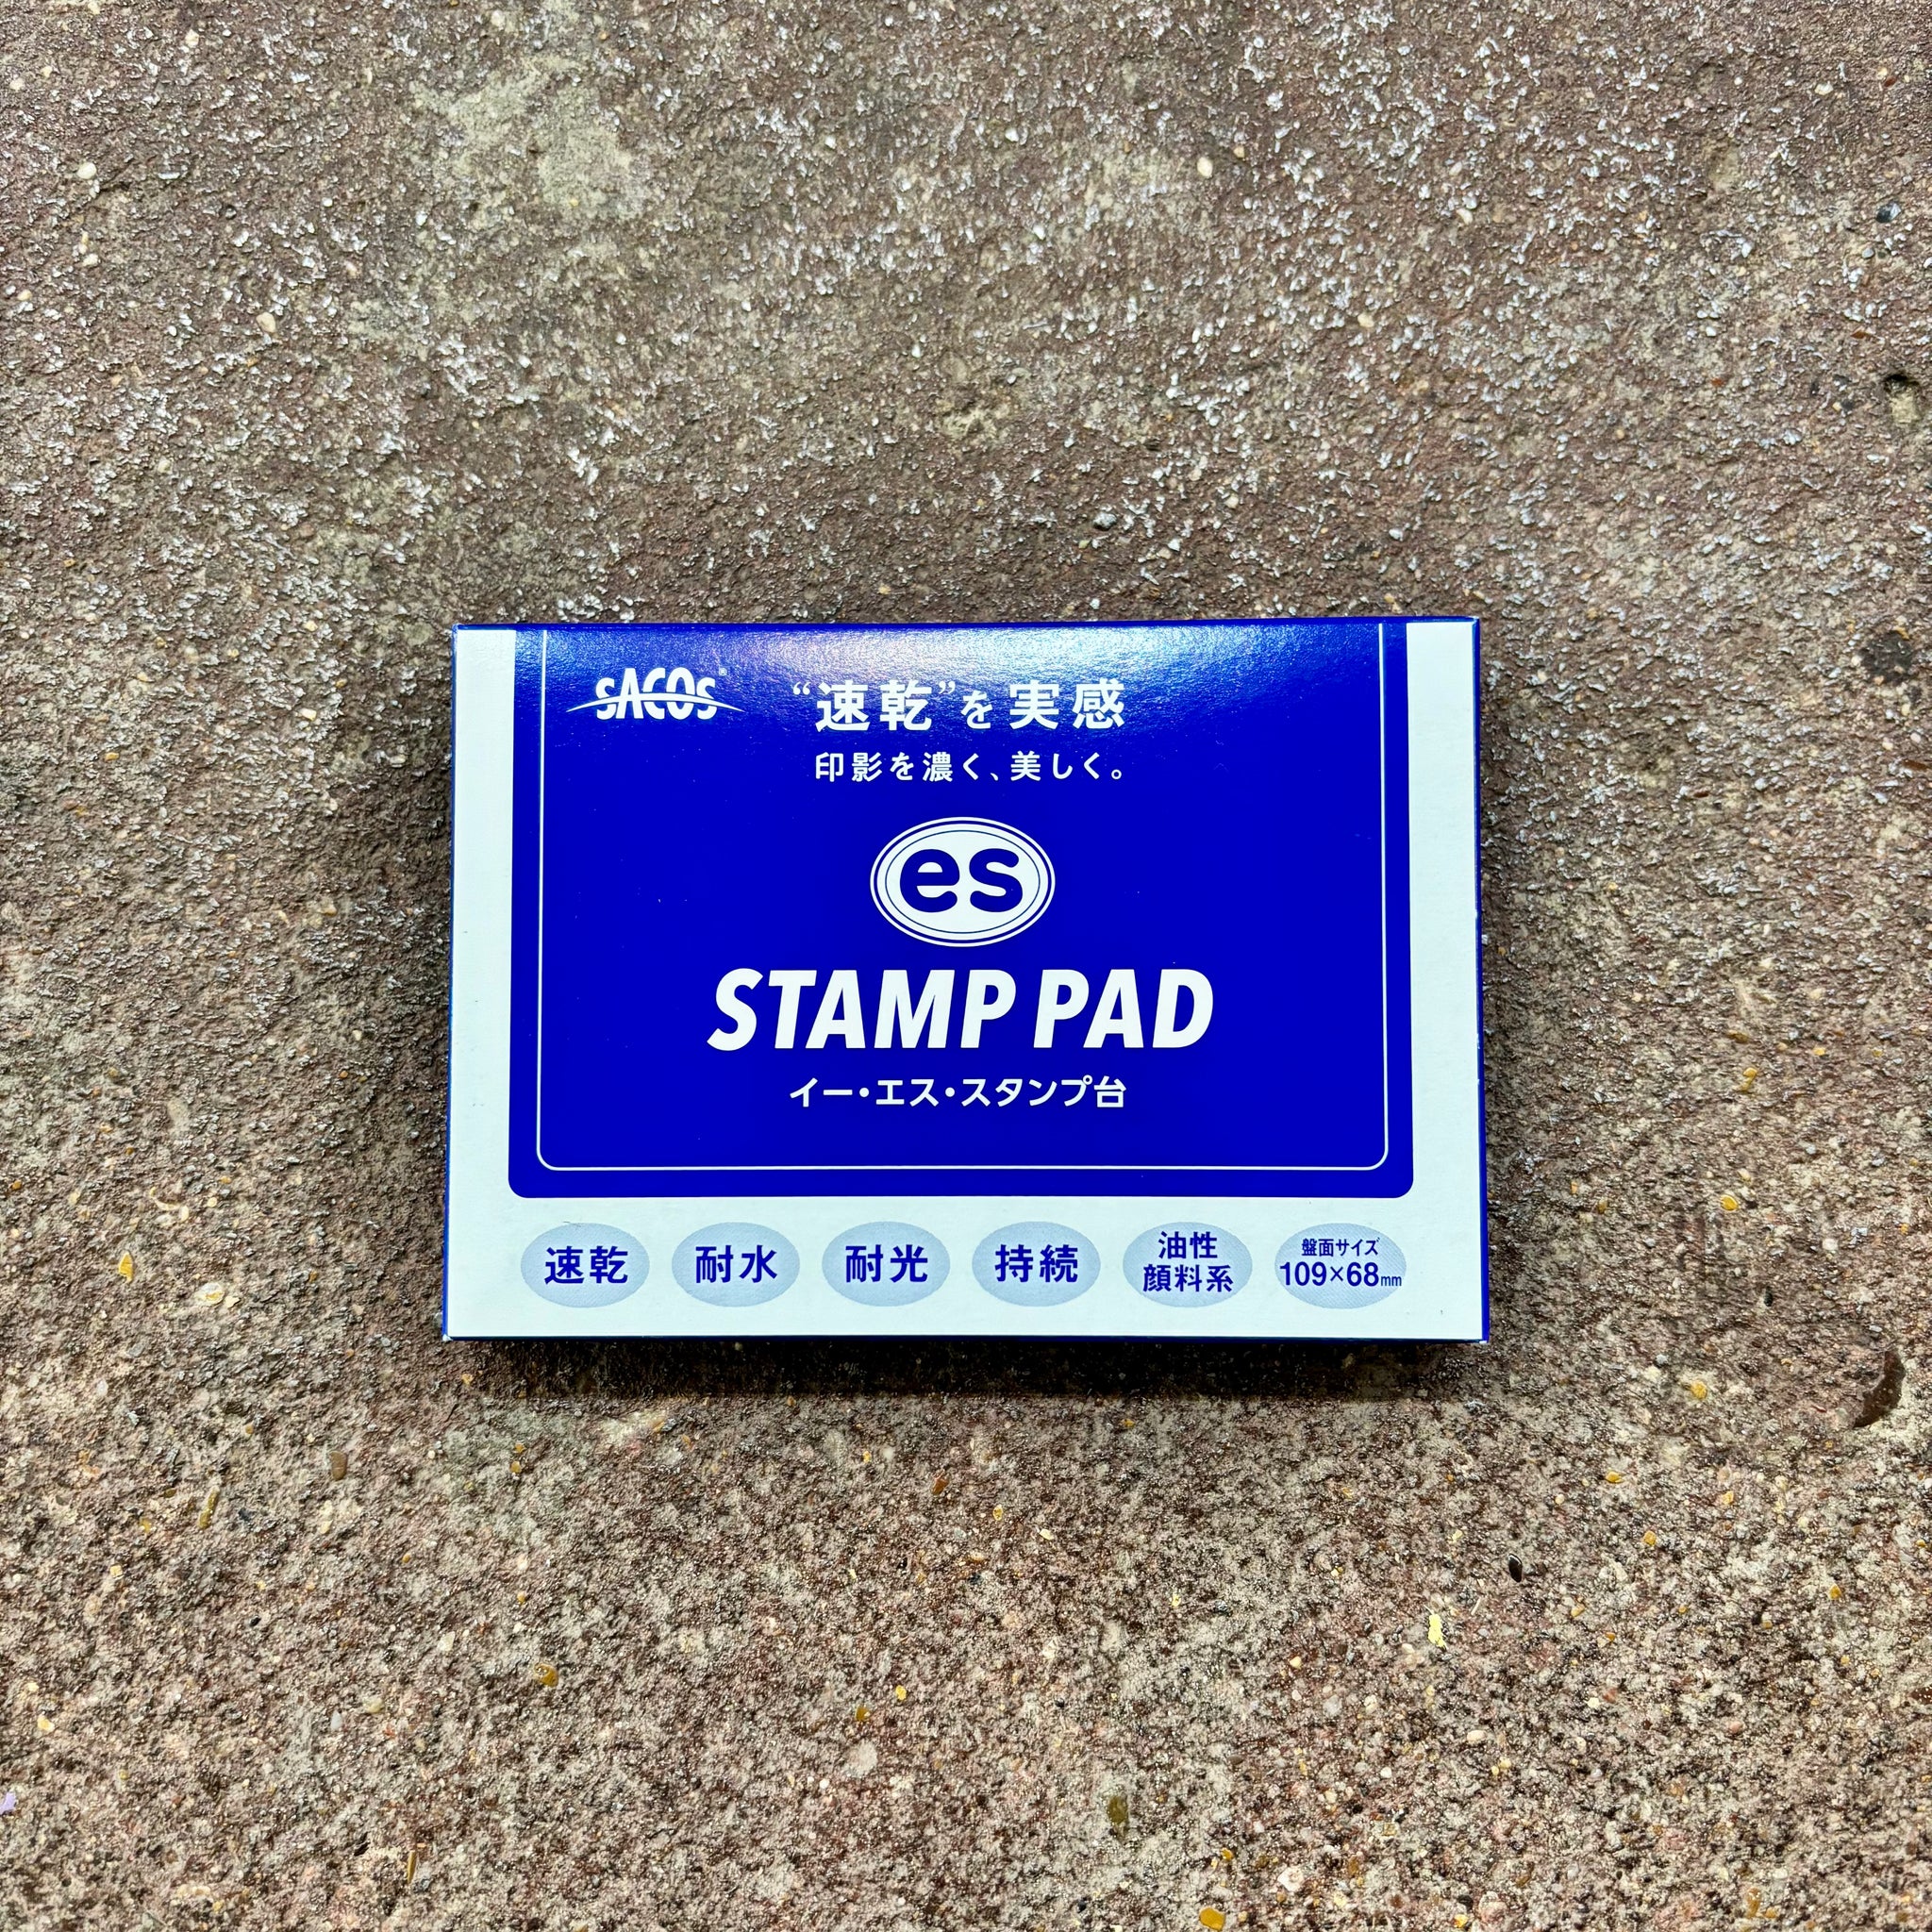 SACOS®
“速乾”を実感
印影を濃く、美しく。
es
STAMP PAD
イー・エス・スタンプ台
速乾
耐水
耐光
持続
油性
顔料系
盤面サイズ
109×68mm